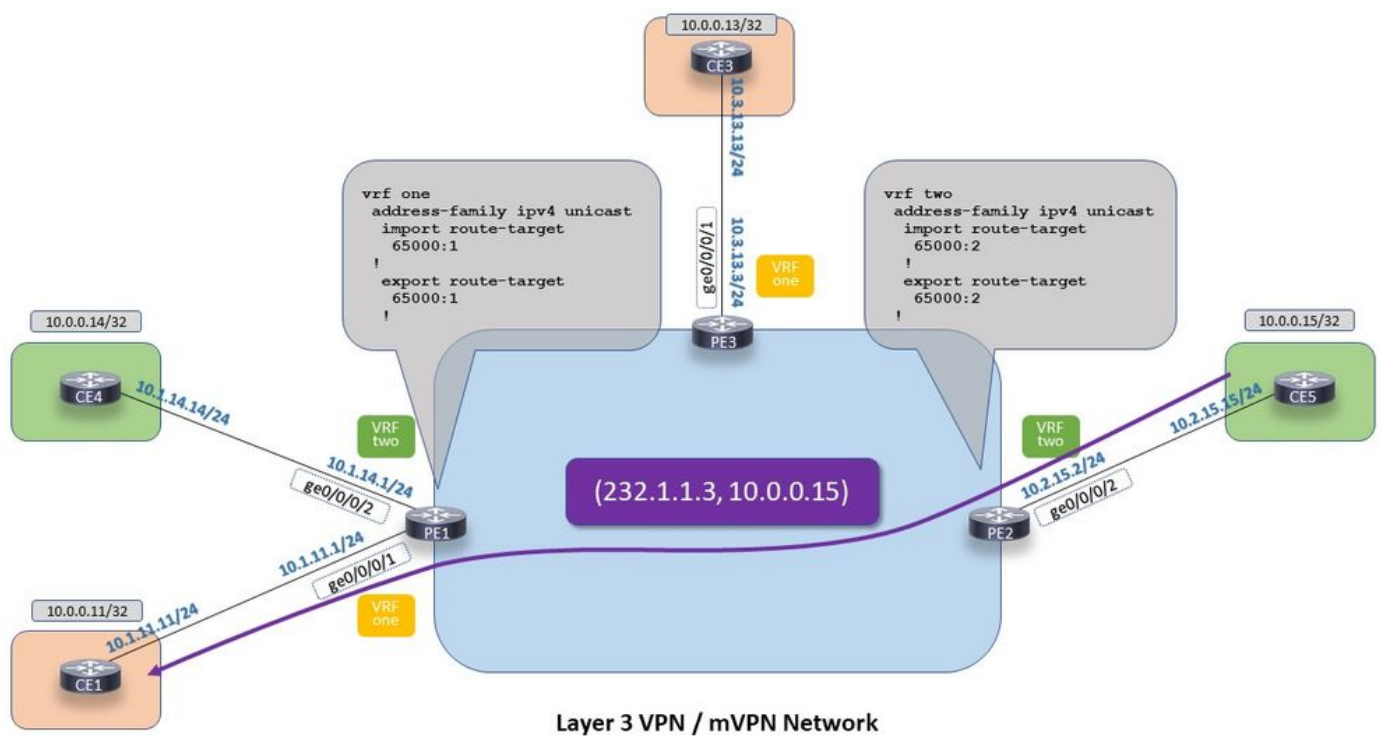 10.0.0.13/32
CE3
10.3.13.13/24
vrf one
address-family ipv4 unicast
import route-target
65000:1
!
export route-target
65000:1
!
vrf two
address-family ipv4 unicast
import route-target
65000:2
!
export route-target
65000:2
!
ge0/0/0/1
10.3.13.3/24
VRF
one
PE3
10.0.0.14/32
CE4
10.1.14.14/24
VRF
two
10.1.14.1/24
ge0/0/0/2
10.0.0.15/32
CE5
10.2.15.15/24
VRF
two
10.2.15.2/24
ge0/0/0/2
(232.1.1.3, 10.0.0.15)
PE1
PE2
10.1.11.1/24
ge0/0/0/1
VRF
one
10.0.0.11/32
10.1.11.11/24
CE1
Layer 3 VPN / mVPN Network